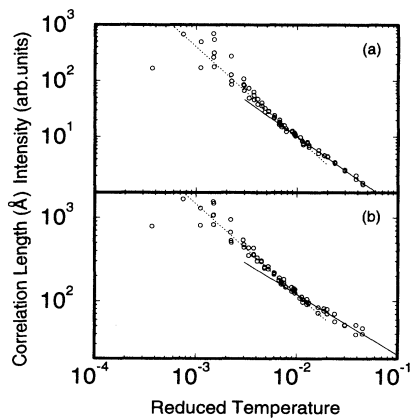 10³
(a)
10²
10¹
Correlation Length (Å) Intensity (arb.units)
10³
(b)
10²
10⁻⁴ 10⁻³ 10⁻² 10⁻¹
Reduced Temperature